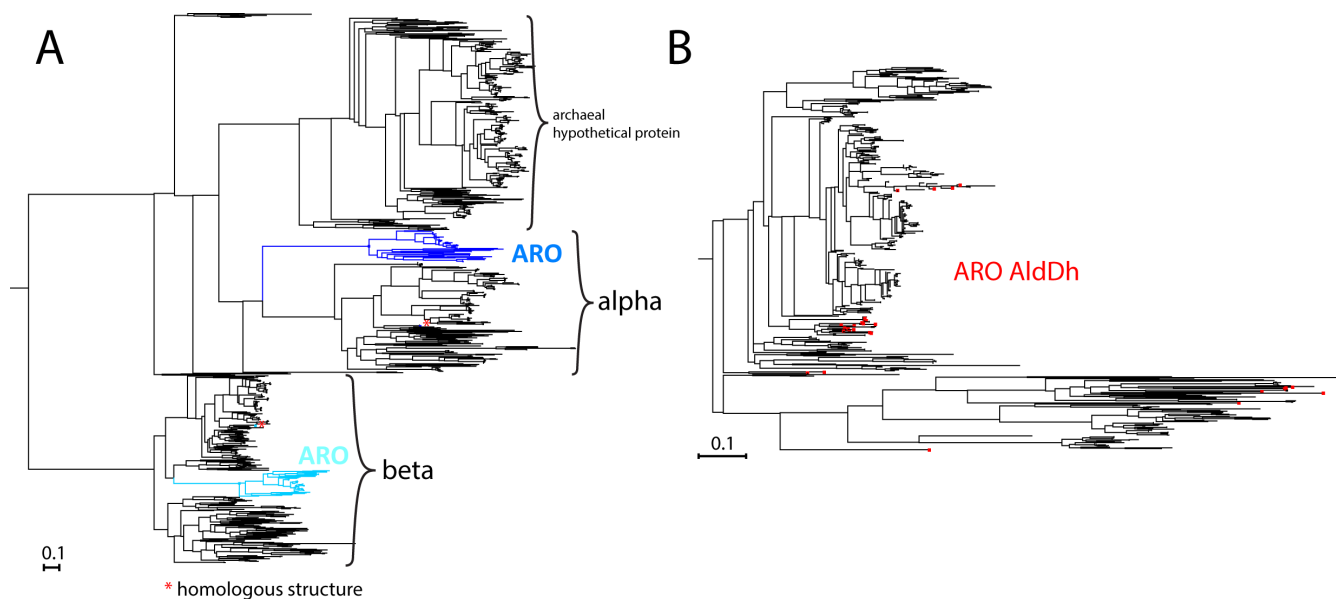 A
archaeal
hypothetical protein
ARO
alpha
ARO
beta
0.1
* homologous structure
B
ARO AldDh
0.1